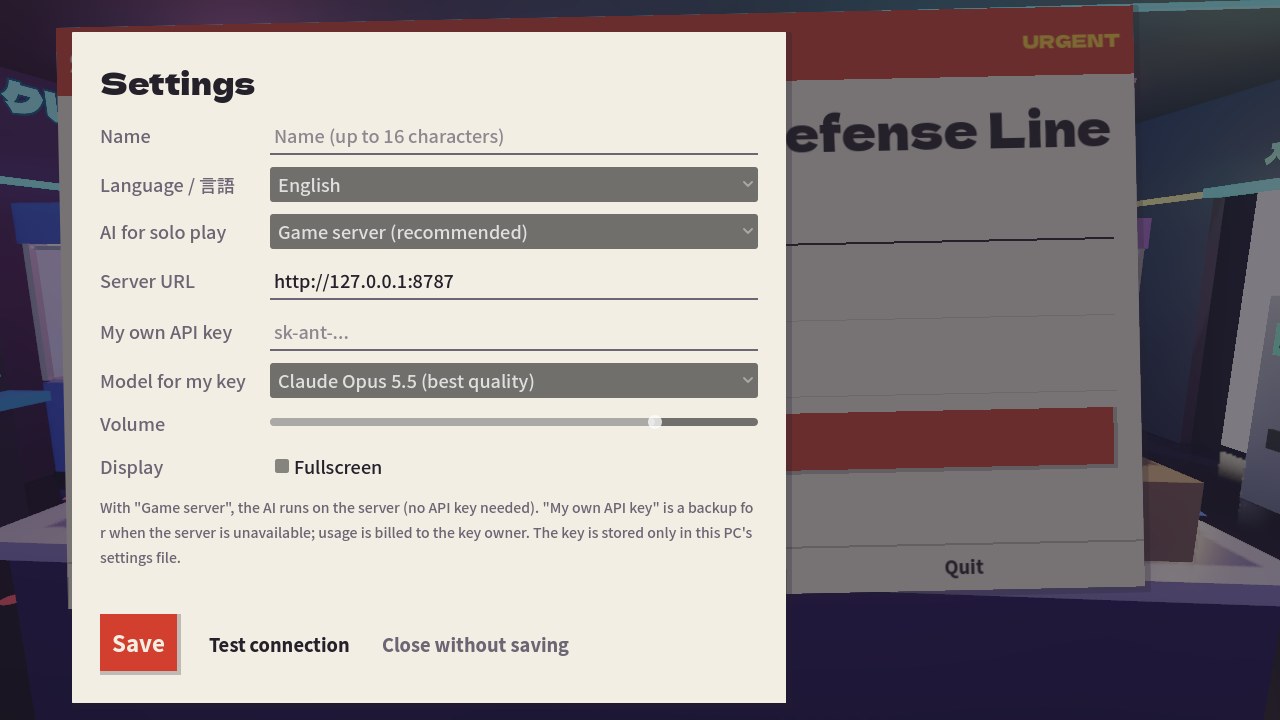 URGENT
Settings
efense Line
Name
Name (up to 16 characters)
Language / 言語
English
AI for solo play
Game server (recommended)
Server URL
http://127.0.0.1:8787
My own API key
sk-ant-...
Model for my key
Claude Opus 5.5 (best quality)
Volume
Display
Fullscreen
With "Game server", the AI runs on the server (no API key needed). "My own API key" is a backup fo
r when the server is unavailable; usage is billed to the key owner. The key is stored only in this PC's
settings file.
Quit
Save
Test connection
Close without saving